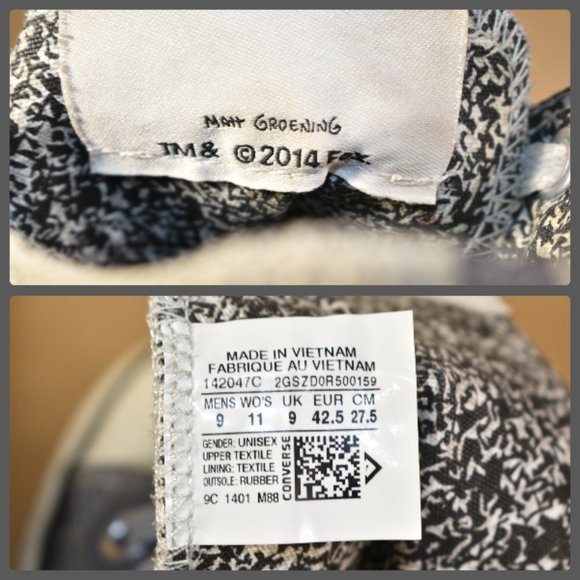 MATT GROENING
TM& ©2014 FOX.
MADE IN VIETNAM
FABRIQUE AU VIETNAM
142047C 2GSZD0R500159
MENS WO'S UK EUR CM
9 11 9 42.5 27.5
GENDER: UNISEX
UPPER TEXTILE
LINING: TEXTILE
OUTSOLE: RUBBER
9C 1401 M88
CONVERSE